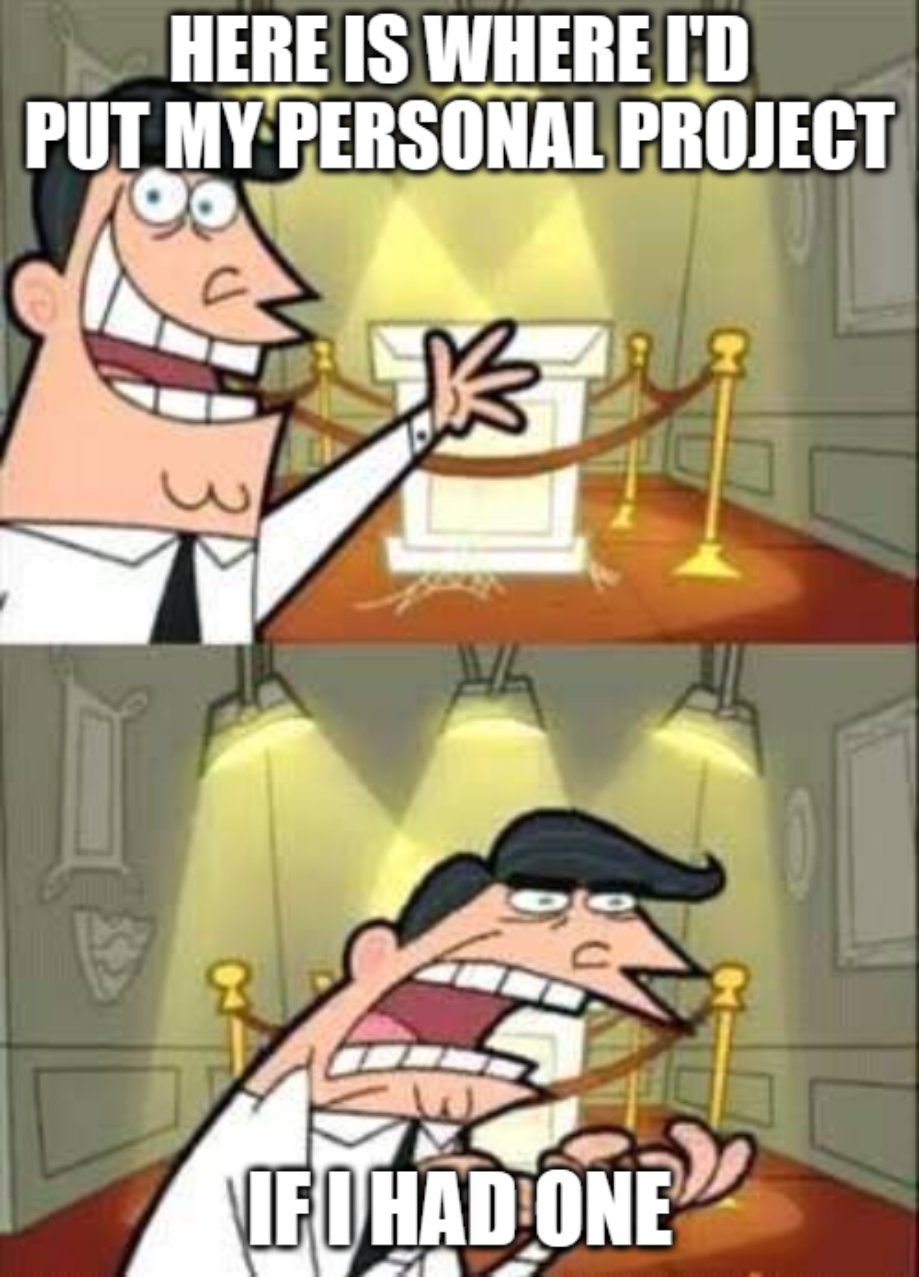 HERE IS WHERE I'D
PUT MY PERSONAL PROJECT
IF I HAD ONE